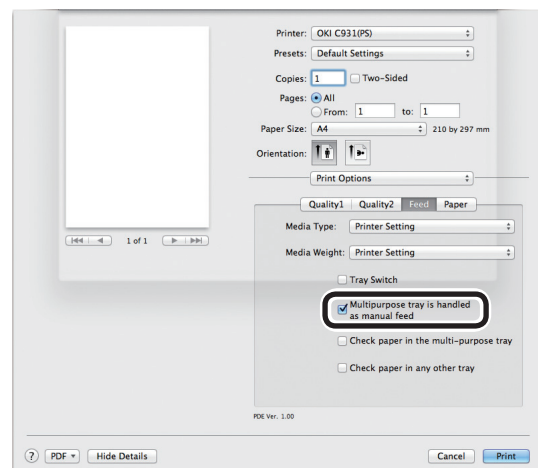 Printer: OKI C931(PS)
Presets: Default Settings
Copies: 1 Two-Sided
Pages: All
From: 1 to: 1
Paper Size: A4 210 by 297 mm
Orientation:
Print Options
Quality1 Quality2 Feed Paper
Media Type: Printer Setting
1 of 1
Media Weight: Printer Setting
Tray Switch
Multipurpose tray is handled
as manual feed
Check paper in the multi-purpose tray
Check paper in any other tray
PDE Ver. 1.00
? PDF Hide Details Cancel Print